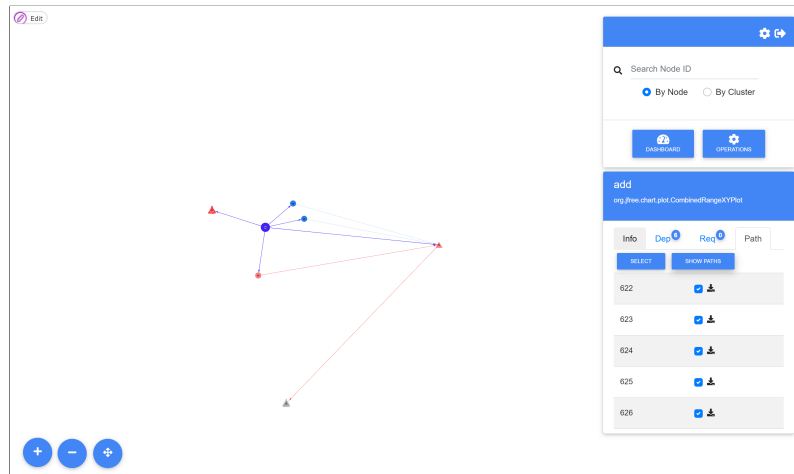 Edit
Search Node ID
By Node By Cluster
DASHBOARD OPERATIONS
add
org.jfree.chart.plot.CombinedRangeXYPlot
Info Dep 6 Req 0 Path
SELECT SHOW PATHS
622
623
624
625
626